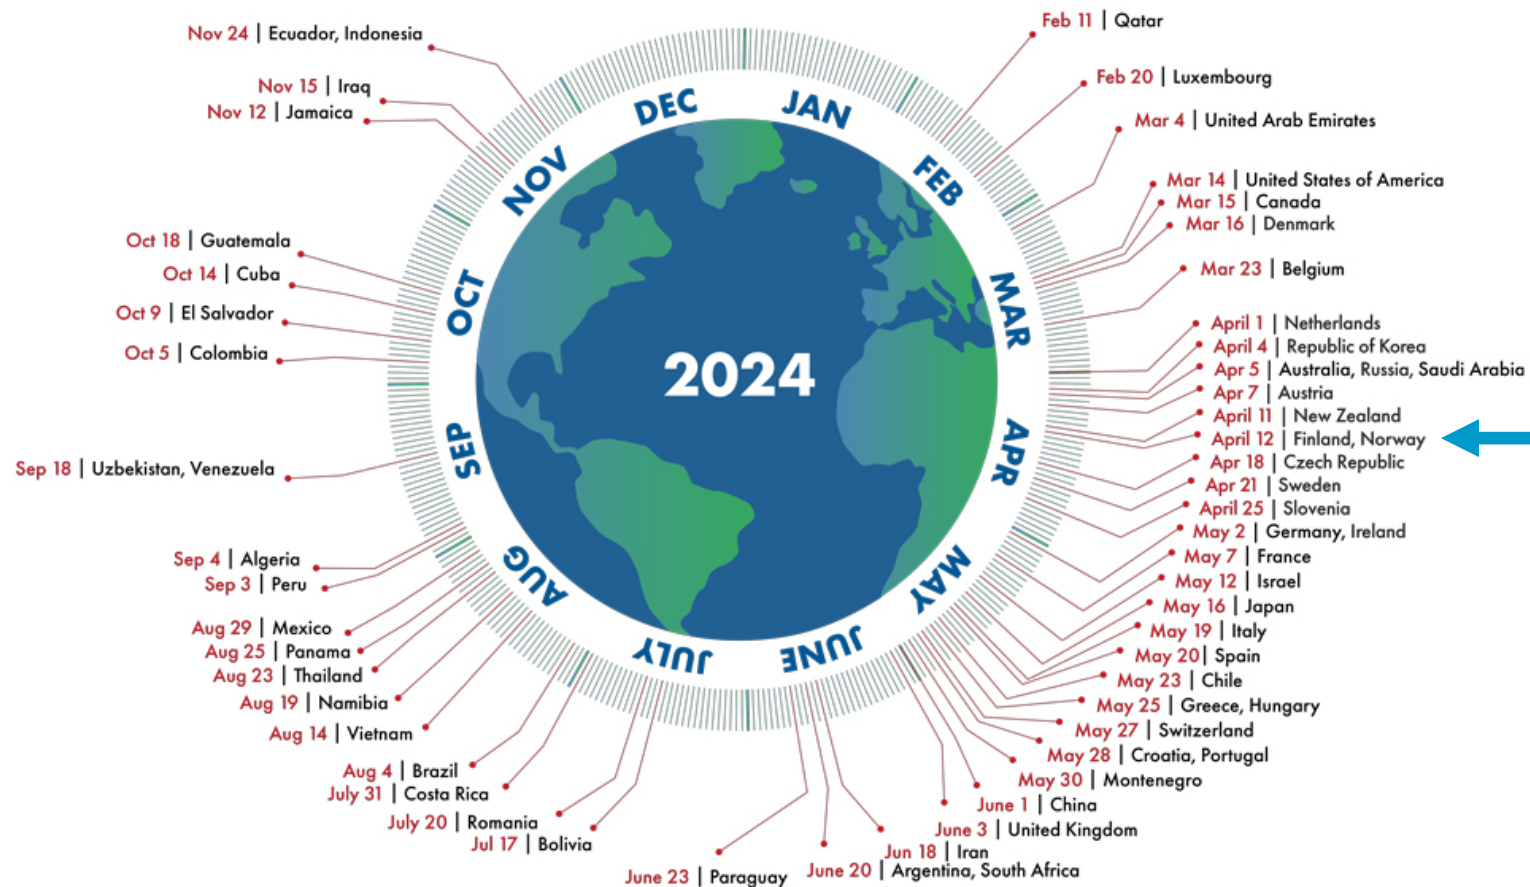 Nov 24 | Ecuador, Indonesia
Nov 15 | Iraq
Nov 12 | Jamaica
Oct 18 | Guatemala
Oct 14 | Cuba
Oct 9 | El Salvador
Oct 5 | Colombia
Sep 18 | Uzbekistan, Venezuela
Sep 4 | Algeria
Sep 3 | Peru
Aug 29 | Mexico
Aug 25 | Panama
Aug 23 | Thailand
Aug 19 | Namibia
Aug 14 | Vietnam
Aug 4 | Brazil
July 31 | Costa Rica
July 20 | Romania
Jul 17 | Bolivia
DEC
JAN
FEB
MAR
APR
MAY
JUNE
JULY
AUG
SEP
OCT
NOV
2024
Feb 11 | Qatar
Feb 20 | Luxembourg
Mar 4 | United Arab Emirates
Mar 14 | United States of America
Mar 15 | Canada
Mar 16 | Denmark
Mar 23 | Belgium
April 1 | Netherlands
April 4 | Republic of Korea
Apr 5 | Australia, Russia, Saudi Arabia
Apr 7 | Austria
April 11 | New Zealand
April 12 | Finland, Norway
Apr 18 | Czech Republic
Apr 21 | Sweden
April 25 | Slovenia
May 2 | Germany, Ireland
May 7 | France
May 12 | Israel
May 16 | Japan
May 19 | Italy
May 20| Spain
May 23 | Chile
May 25 | Greece, Hungary
May 27 | Switzerland
May 28 | Croatia, Portugal
May 30 | Montenegro
June 1 | China
June 3 | United Kingdom
Jun 18 | Iran
June 20 | Argentina, South Africa
June 23 | Paraguay